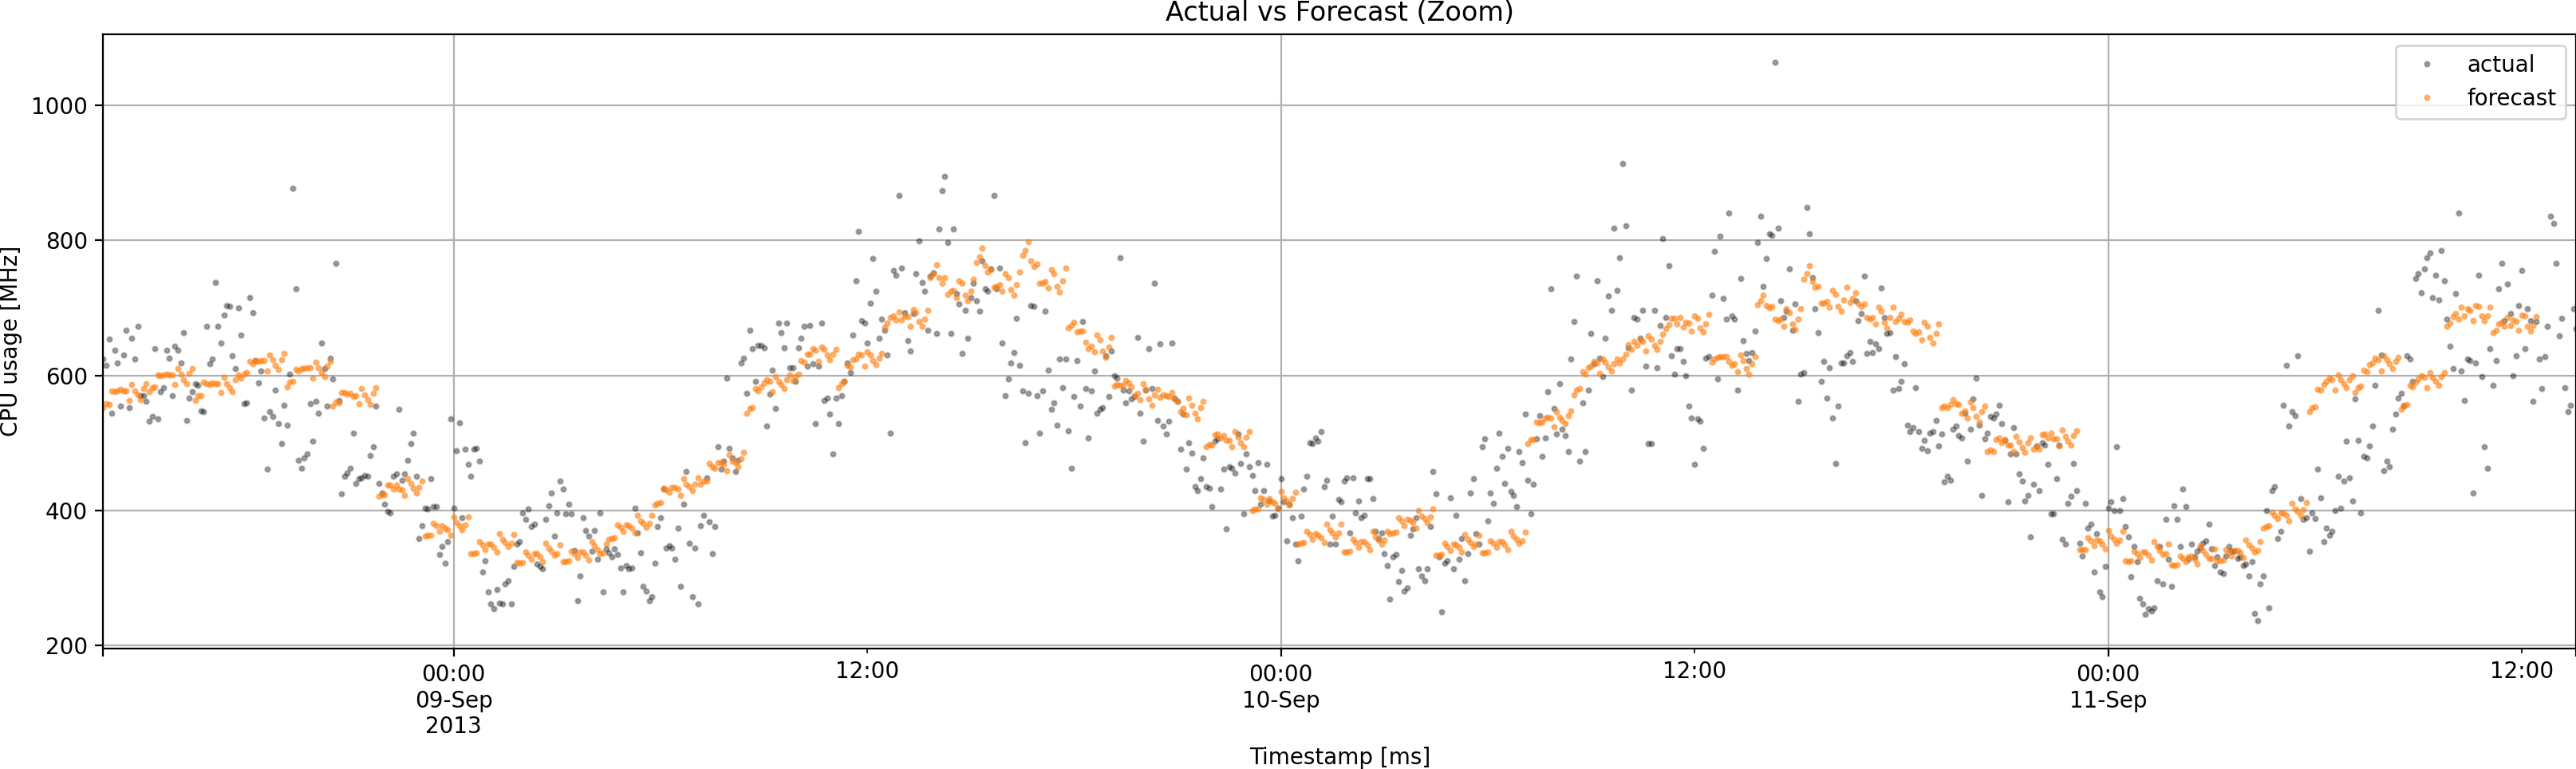 Actual vs Forecast (Zoom)
actual
forecast
CPU usage [MHz]
1000
800
600
400
200
00:00
09-Sep
2013
12:00
00:00
10-Sep
12:00
00:00
11-Sep
12:00
Timestamp [ms]